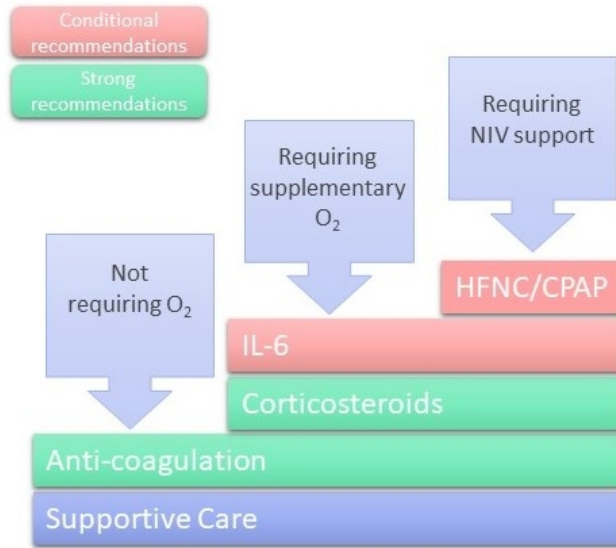 Conditional
recommendations
Strong
recommendations
Requiring
NIV support
Requiring
supplementary
O₂
Not
requiring O₂
HFNC/CPAP
IL-6
Corticosteroids
Anti-coagulation
Supportive Care